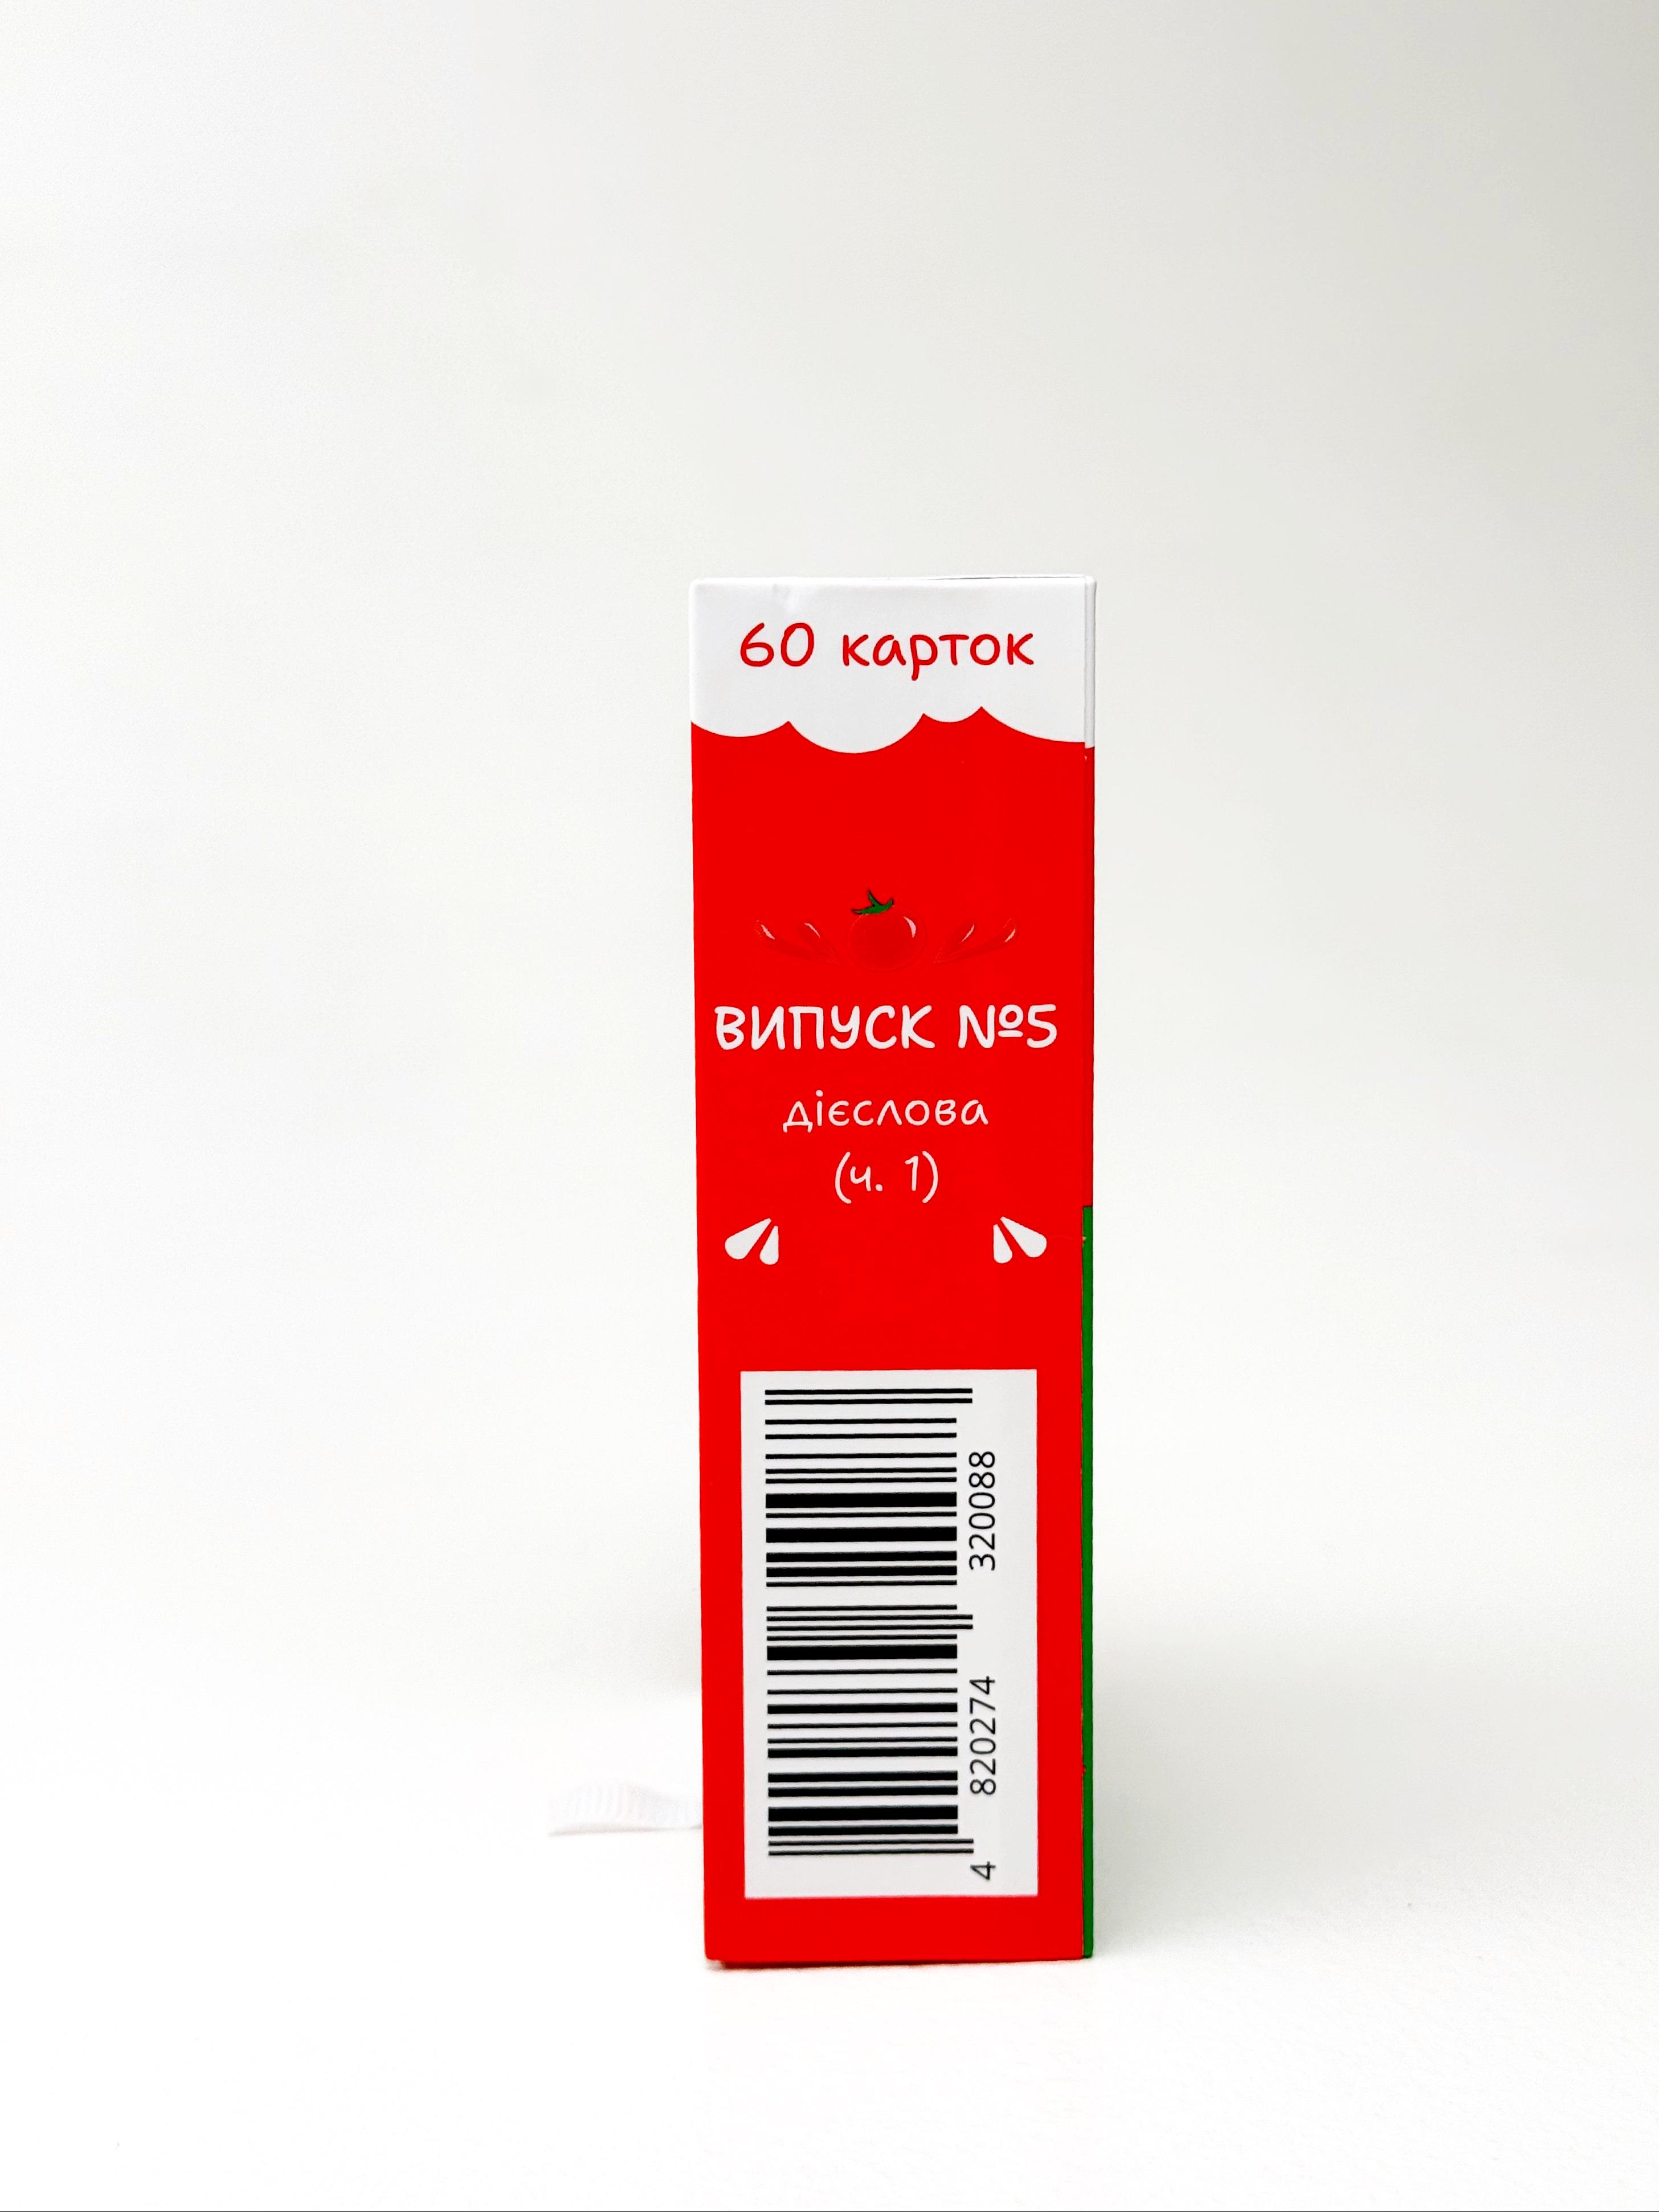 60 карток
ВИПУСК №5
дієслова
(ч. 1)
4 820274 320088